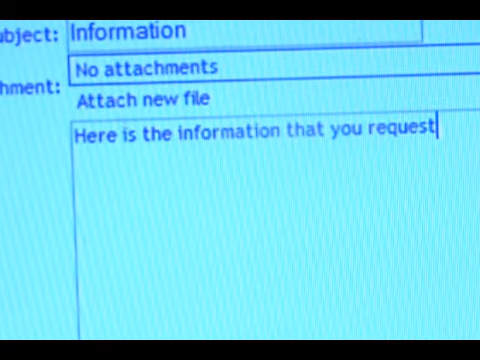 ubject: Information
No attachments
hment:
Attach new file
Here is the information that you request